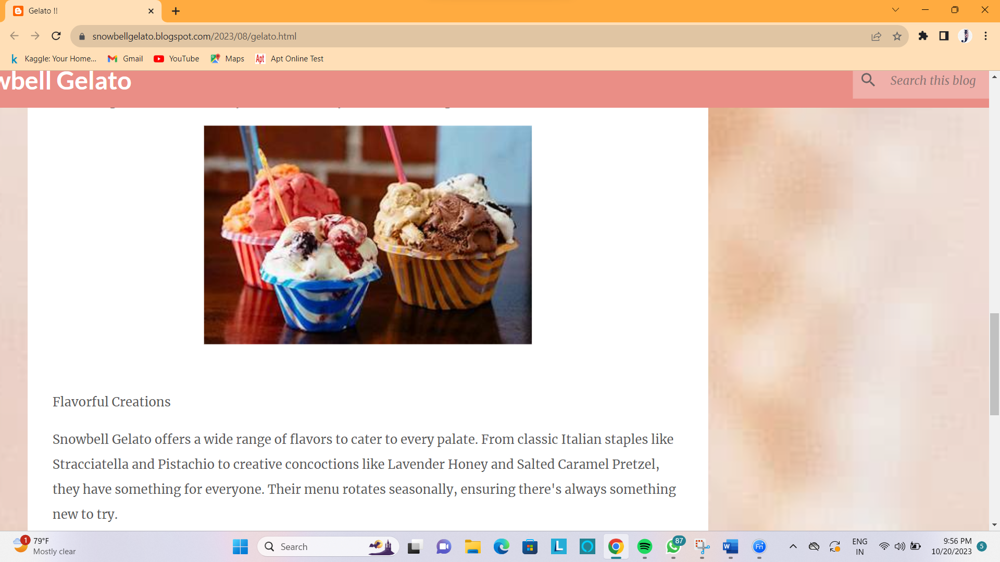 Gelato !!
snowbellgelato.blogspot.com/2023/08/gelato.html
Kaggle: Your Home... Gmail YouTube Maps Apt Apt Online Test
wbell Gelato
Search this blog
Flavorful Creations
Snowbell Gelato offers a wide range of flavors to cater to every palate. From classic Italian staples like
Stracciatella and Pistachio to creative concoctions like Lavender Honey and Salted Caramel Pretzel,
they have something for everyone. Their menu rotates seasonally, ensuring there's always something
new to try.
1
79°F
Mostly clear
Search
L
87
W
Fn
ENG
IN
9:56 PM
10/20/2023
5